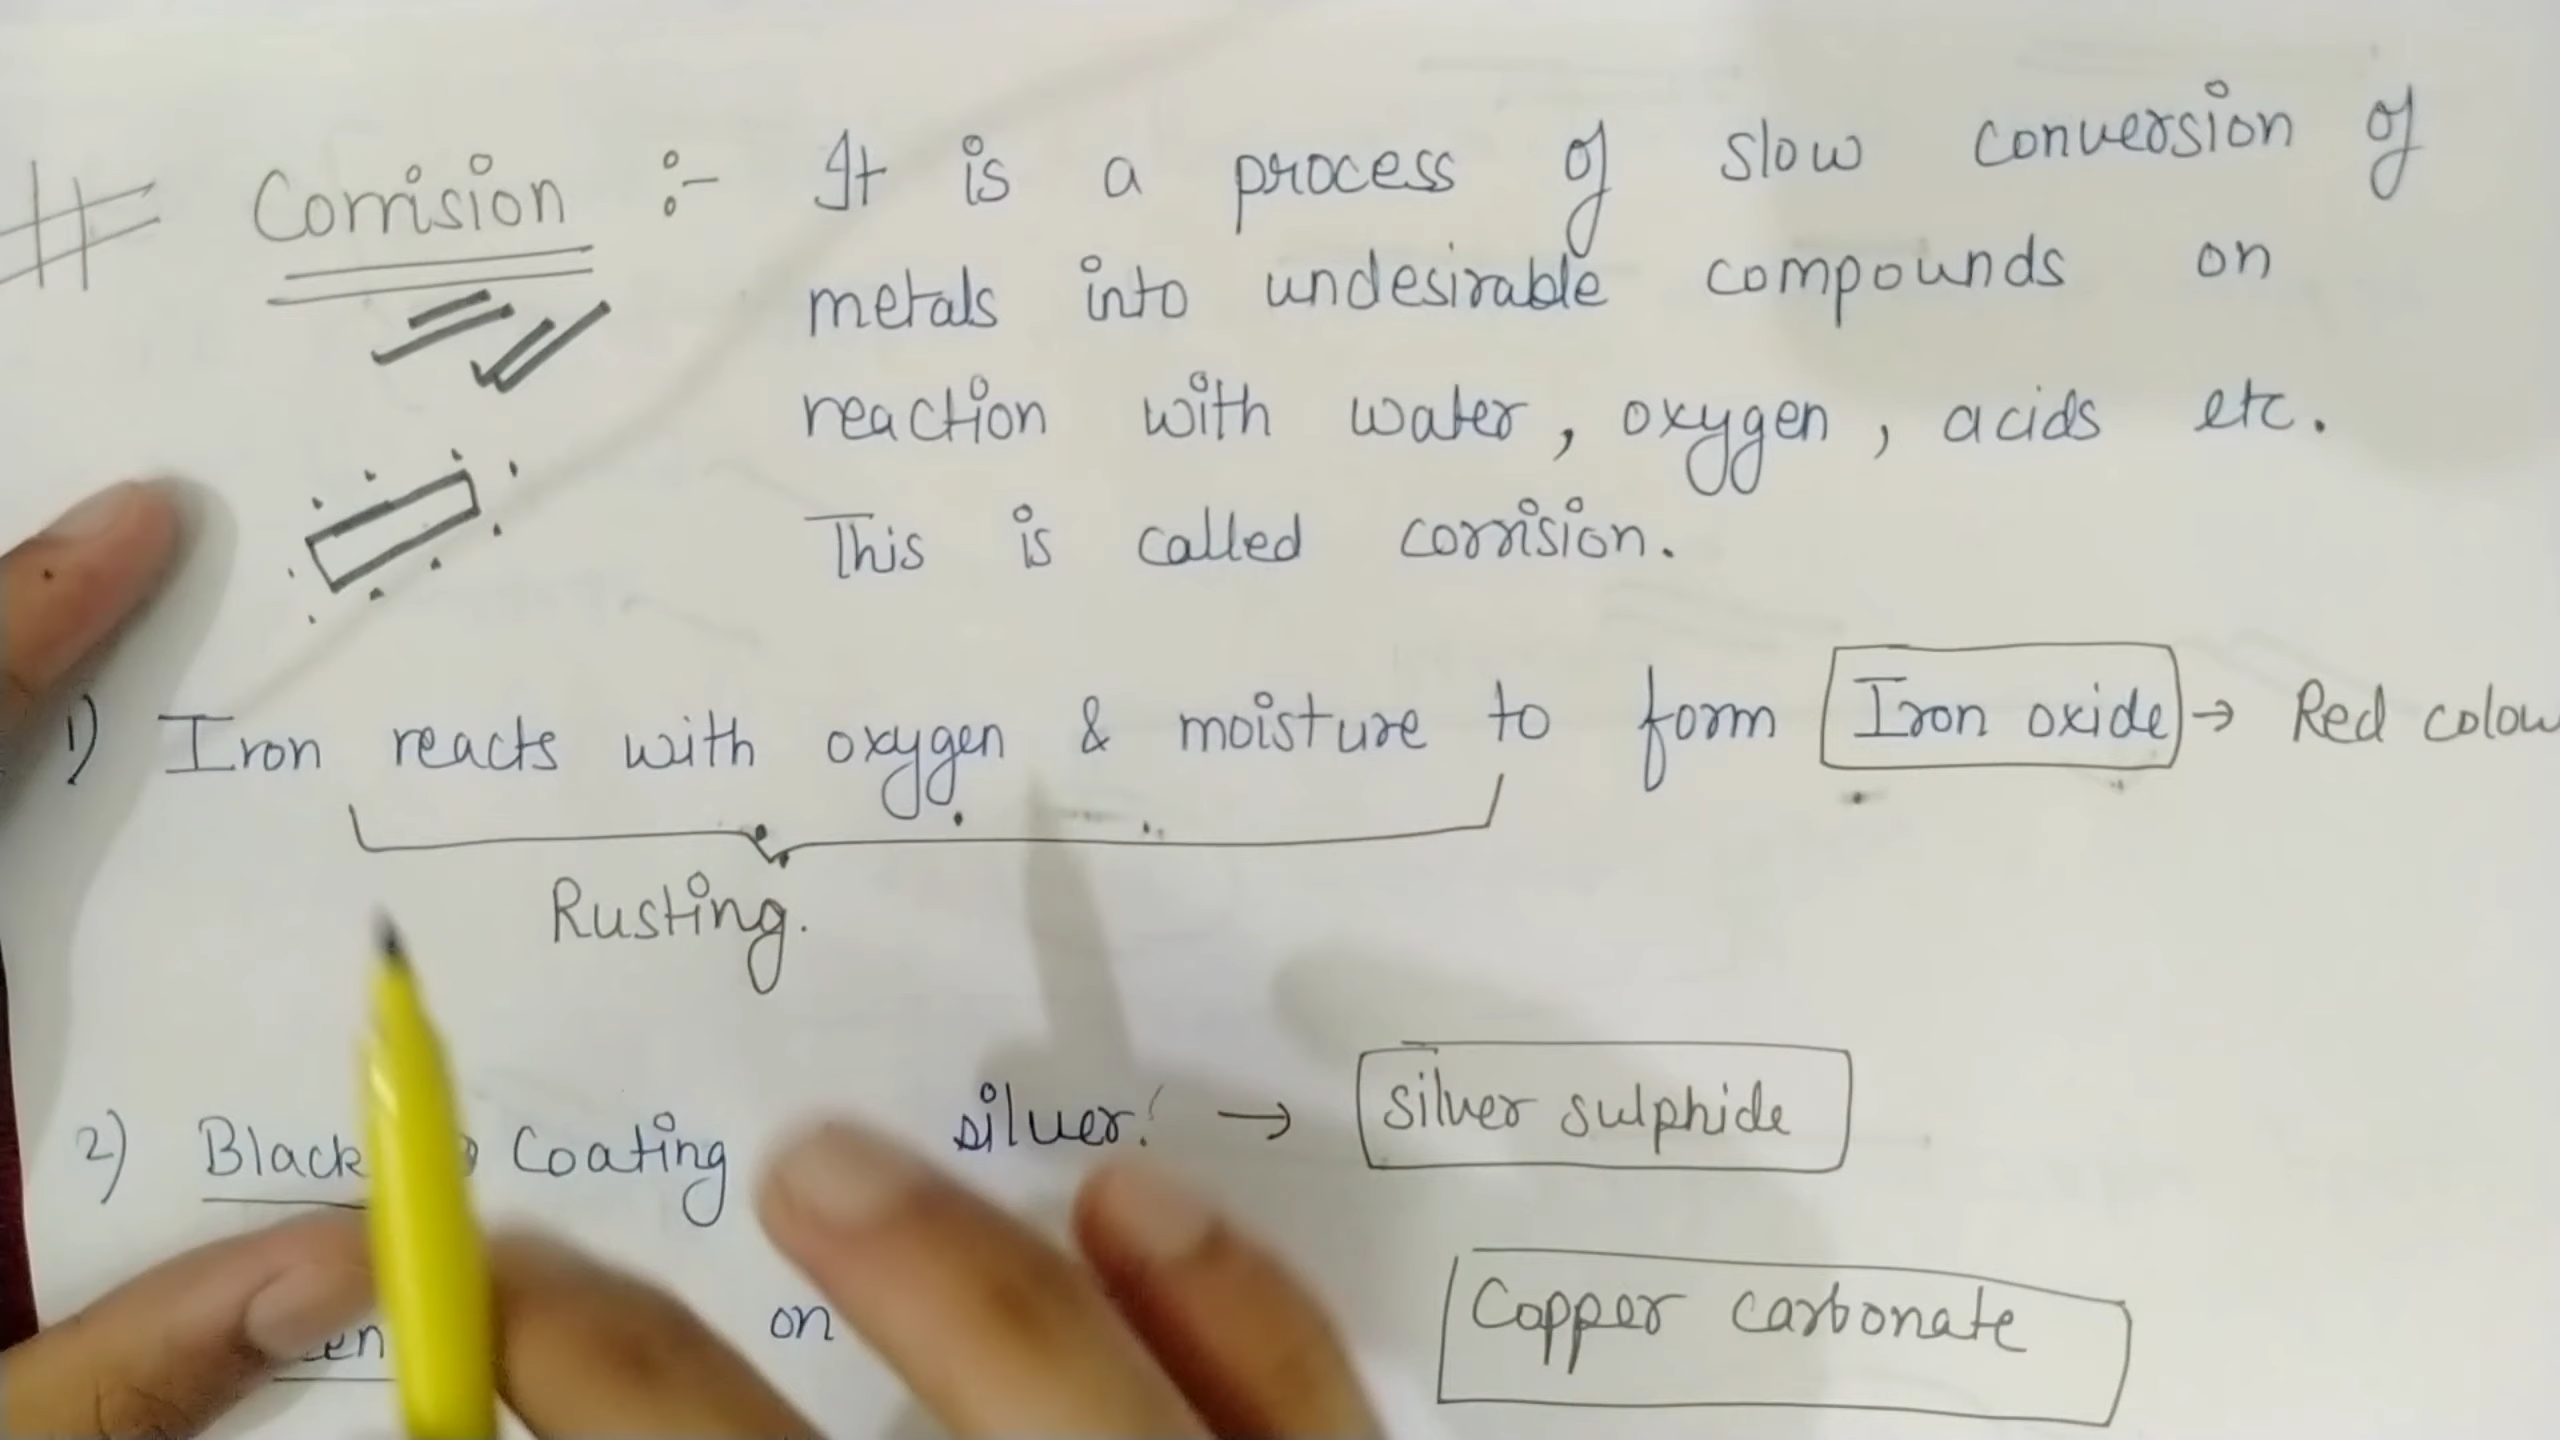 # Corrision :- It is a process of slow conversion of
metals into undesirable compounds on
reaction with water, oxygen, acids etc.
This is called corrision.
1) Iron reacts with oxygen & moisture to form Iron oxide → Red colou
Rusting.
2) Black Coating silver. → Silver sulphide
on Copper carbonate